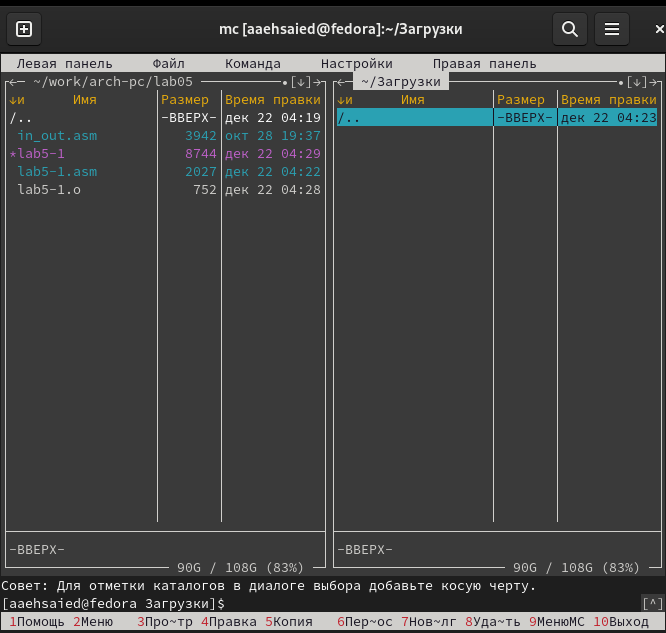 mc [aaehsaied@fedora]:~/Загрузки
Левая панель Файл Команда Настройки Правая панель
~/work/arch-pc/lab05 •[↓] ~/Загрузки •[↓]
↓и Имя Размер Время правки ↓и Имя Размер Время правки
/.. -ВВЕРХ- дек 22 04:19 /.. -ВВЕРХ- дек 22 04:23
in_out.asm 3942 окт 28 19:37
*lab5-1 8744 дек 22 04:29
lab5-1.asm 2027 дек 22 04:22
lab5-1.o 752 дек 22 04:28
-ВВЕРХ- -ВВЕРХ-
90G / 108G (83%) 90G / 108G (83%)
Совет: Для отметки каталогов в диалоге выбора добавьте косую черту.
[aaehsaied@fedora Загрузки]$ [^]
1Помощь 2Меню 3Про~тр 4Правка 5Копия 6Пер~ос 7Нов~лг 8Уда~ть 9МенюМС 10Выход